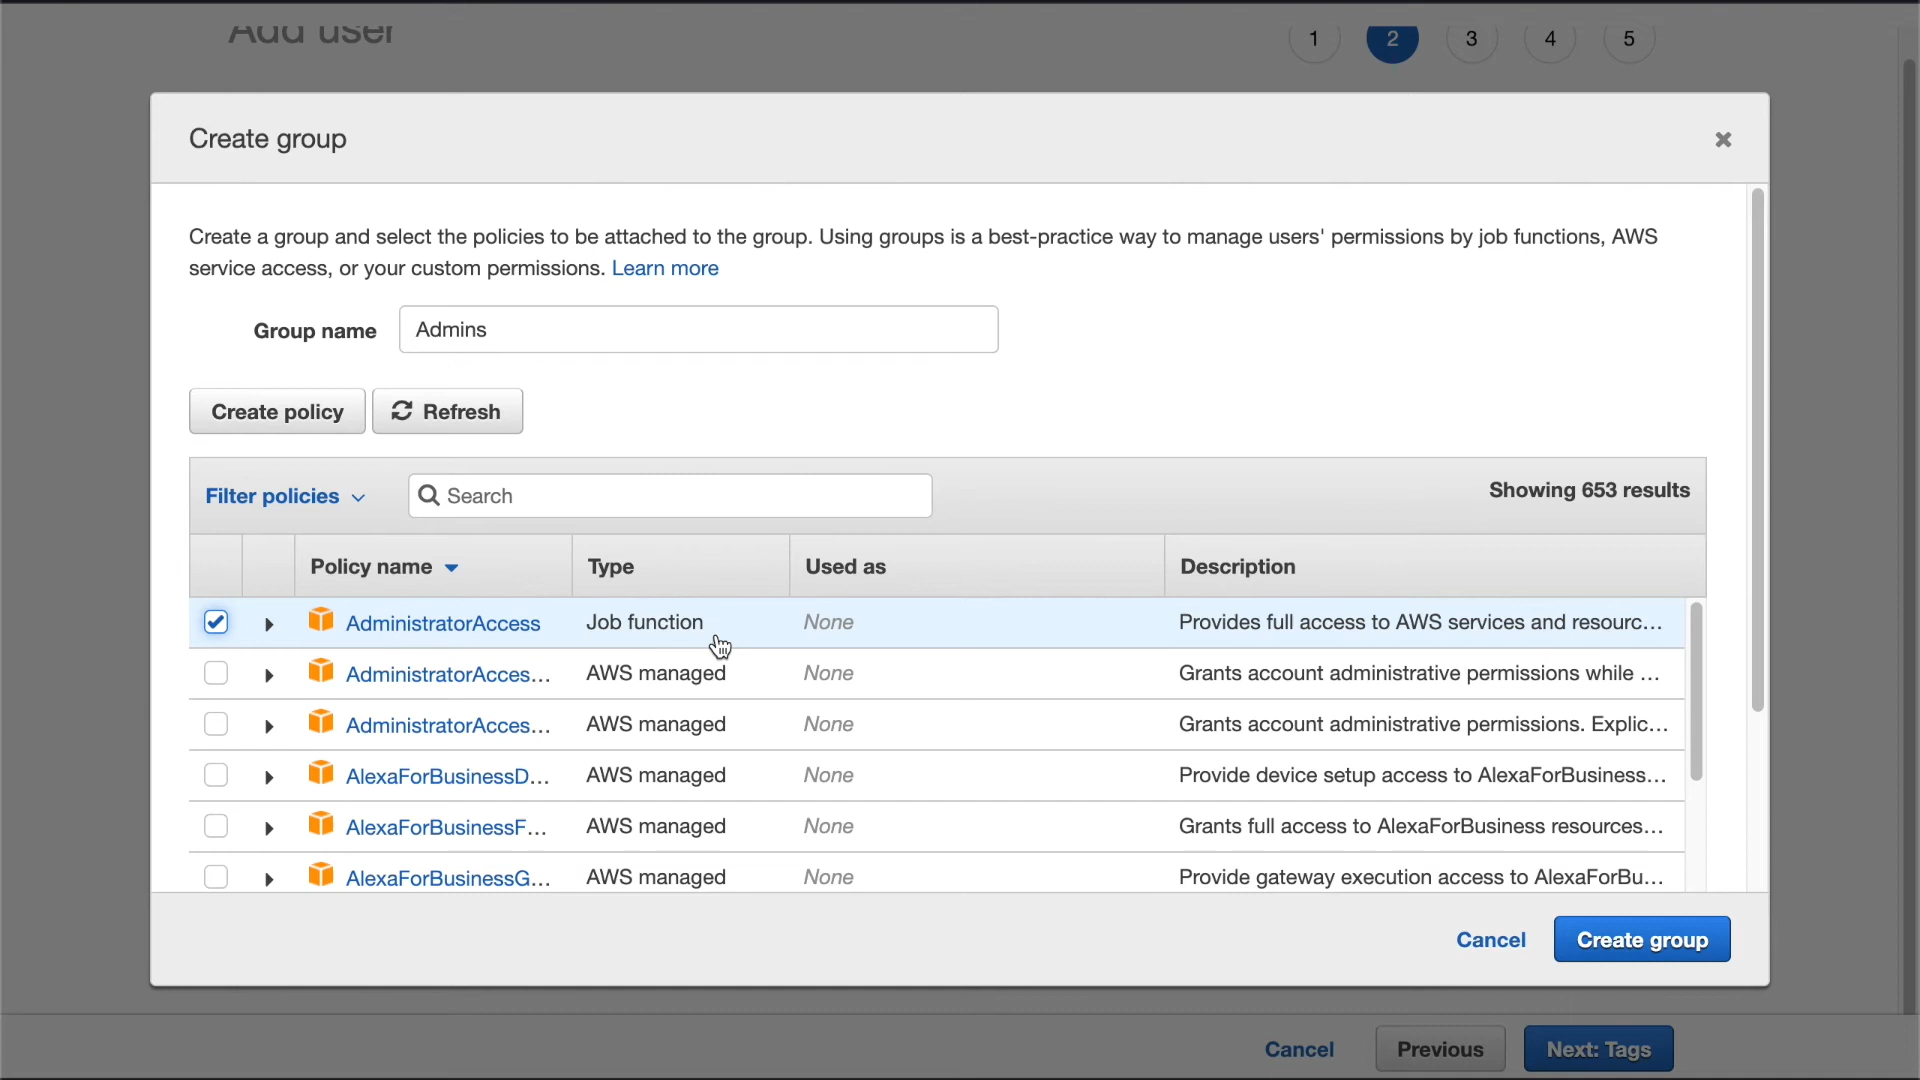 Add user
1 2 3 4 5
Create group
Create a group and select the policies to be attached to the group. Using groups is a best-practice way to manage users' permissions by job functions, AWS
service access, or your custom permissions. Learn more
Group name Admins
Create policy Refresh
Filter policies Search Showing 653 results
Policy name Type Used as Description
AdministratorAccess Job function None Provides full access to AWS services and resourc...
AdministratorAcces... AWS managed None Grants account administrative permissions while ...
AdministratorAcces... AWS managed None Grants account administrative permissions. Explic...
AlexaForBusinessD... AWS managed None Provide device setup access to AlexaForBusiness...
AlexaForBusinessF... AWS managed None Grants full access to AlexaForBusiness resources...
AlexaForBusinessG... AWS managed None Provide gateway execution access to AlexaForBu...
Cancel Create group
Cancel Previous Next: Tags